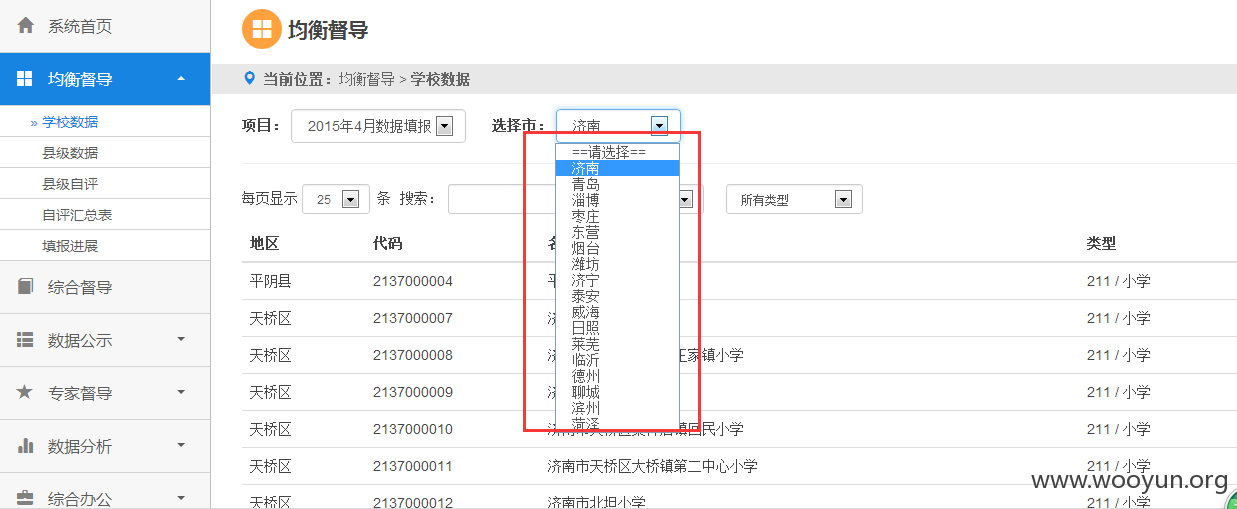 系统首页
均衡督导
» 学校数据
县级数据
县级自评
自评汇总表
填报进展
综合督导
数据公示
专家督导
数据分析
综合办公
均衡督导
当前位置：均衡督导 > 学校数据
项目： 2015年4月数据填报 选择市： 济南
==请选择==
济南
青岛
淄博
枣庄
东营
烟台
潍坊
济宁
泰安
威海
日照
莱芜
临沂
德州
聊城
滨州
菏泽
每页显示 25 条 搜索： 所有类型
地区 代码 类型
平阴县 2137000004 211 / 小学
天桥区 2137000007 211 / 小学
天桥区 2137000008 王家镇小学 211 / 小学
天桥区 2137000009 211 / 小学
天桥区 2137000010 镇回民小学 211 / 小学
天桥区 2137000011 济南市天桥区大桥镇第二中心小学 211 / 小学
天桥区 2137000012 济南市北坦小学 211 / 小学
www.wooyun.org